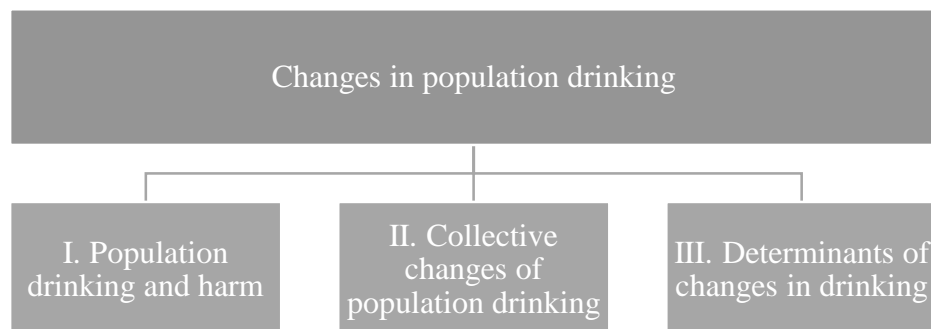 Changes in population drinking
I. Population
drinking and harm
II. Collective
changes of
population drinking
III. Determinants of
changes in drinking